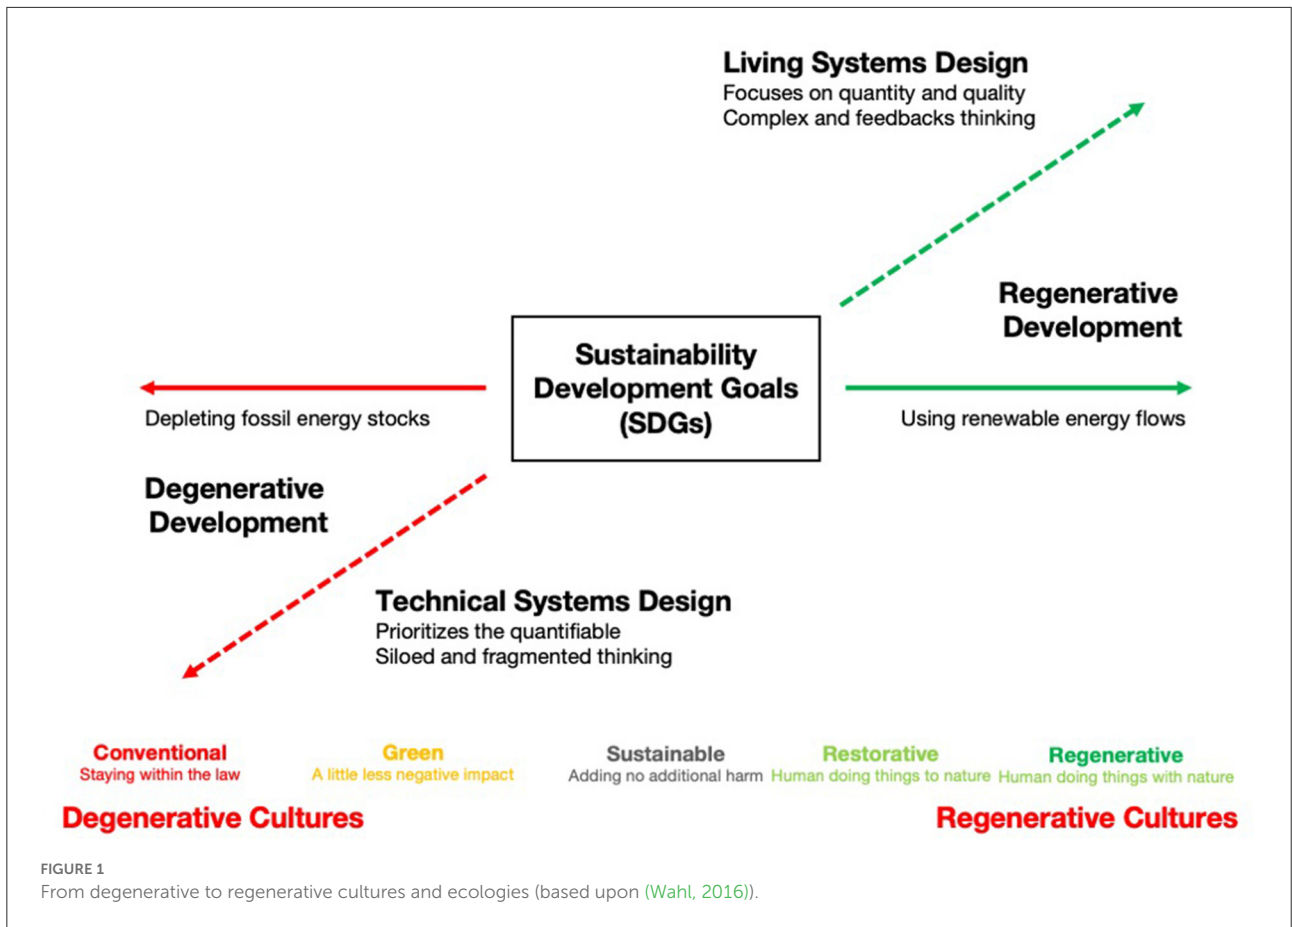 Living Systems Design
Focuses on quantity and quality
Complex and feedbacks thinking
Regenerative
Development
Sustainability
Development Goals
(SDGs)
Depleting fossil energy stocks
Using renewable energy flows
Degenerative
Development
Technical Systems Design
Prioritizes the quantifiable
Siloed and fragmented thinking
Conventional
Staying within the law
Green
A little less negative impact
Sustainable
Adding no additional harm
Restorative
Human doing things to nature
Regenerative
Human doing things with nature
Degenerative Cultures
Regenerative Cultures
FIGURE 1
From degenerative to regenerative cultures and ecologies (based upon (Wahl, 2016)).